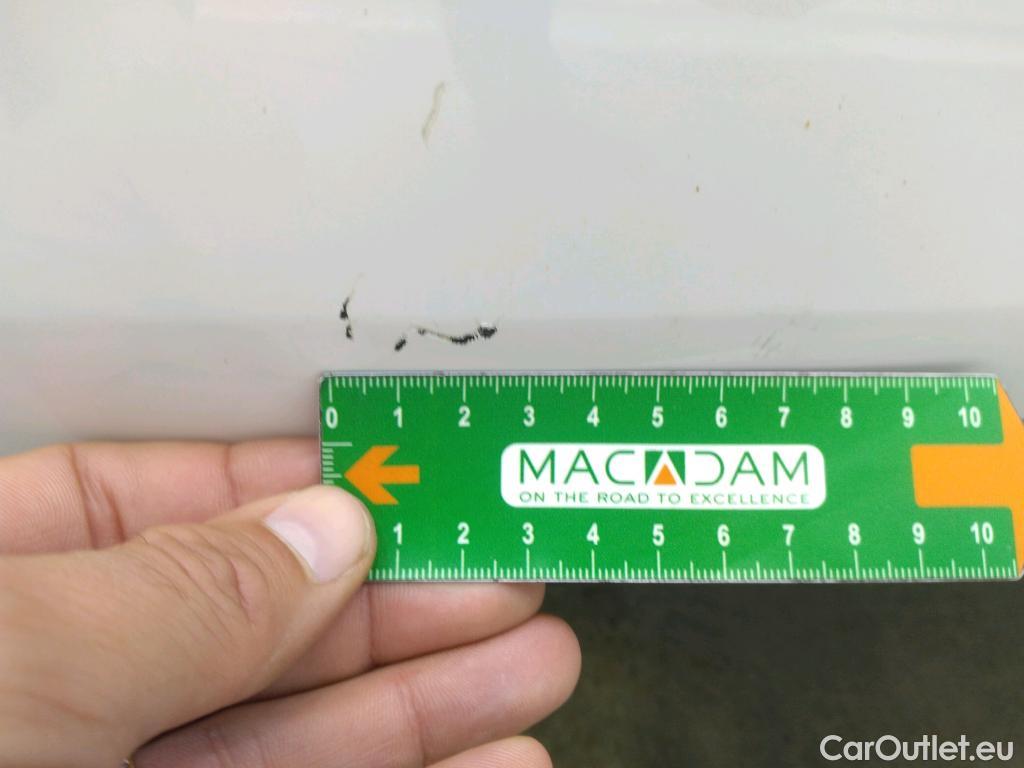 0 1 2 3 4 5 6 7 8 9 10
MACADAM
ON THE ROAD TO EXCELLENCE
1 2 3 4 5 6 7 8 9 10
CarOutlet.eu